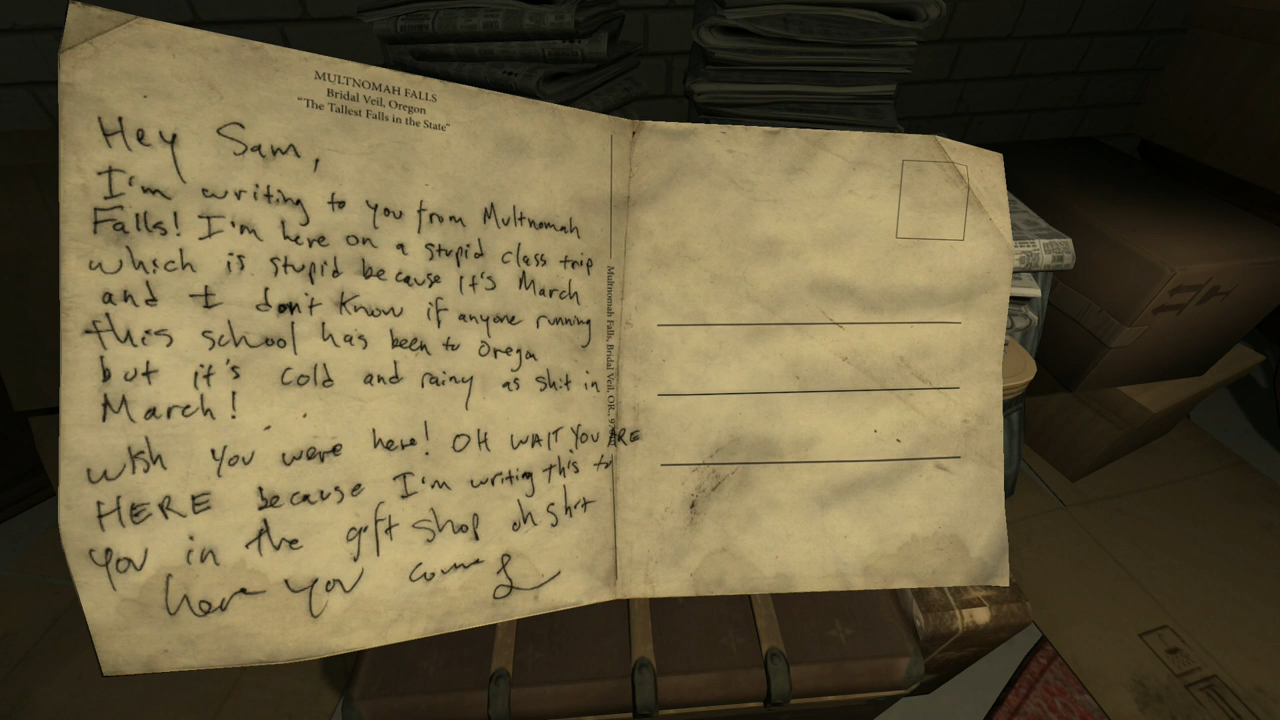 MULTNOMAH FALLS
Bridal Veil, Oregon
"The Tallest Falls in the State"
Hey Sam,
I'm writing to you from Multnomah
Falls! I'm here on a stupid class trip
which is stupid because it's March
and I don't know if anyone running
this school has been to Oregon
but it's cold and rainy as shit in
March!
Wish you were here! OH WAIT YOU ARE
HERE because I'm writing this to
you in the gift shop oh shit
here you come
L
Multnomah Falls, Bridal Veil, OR, 97